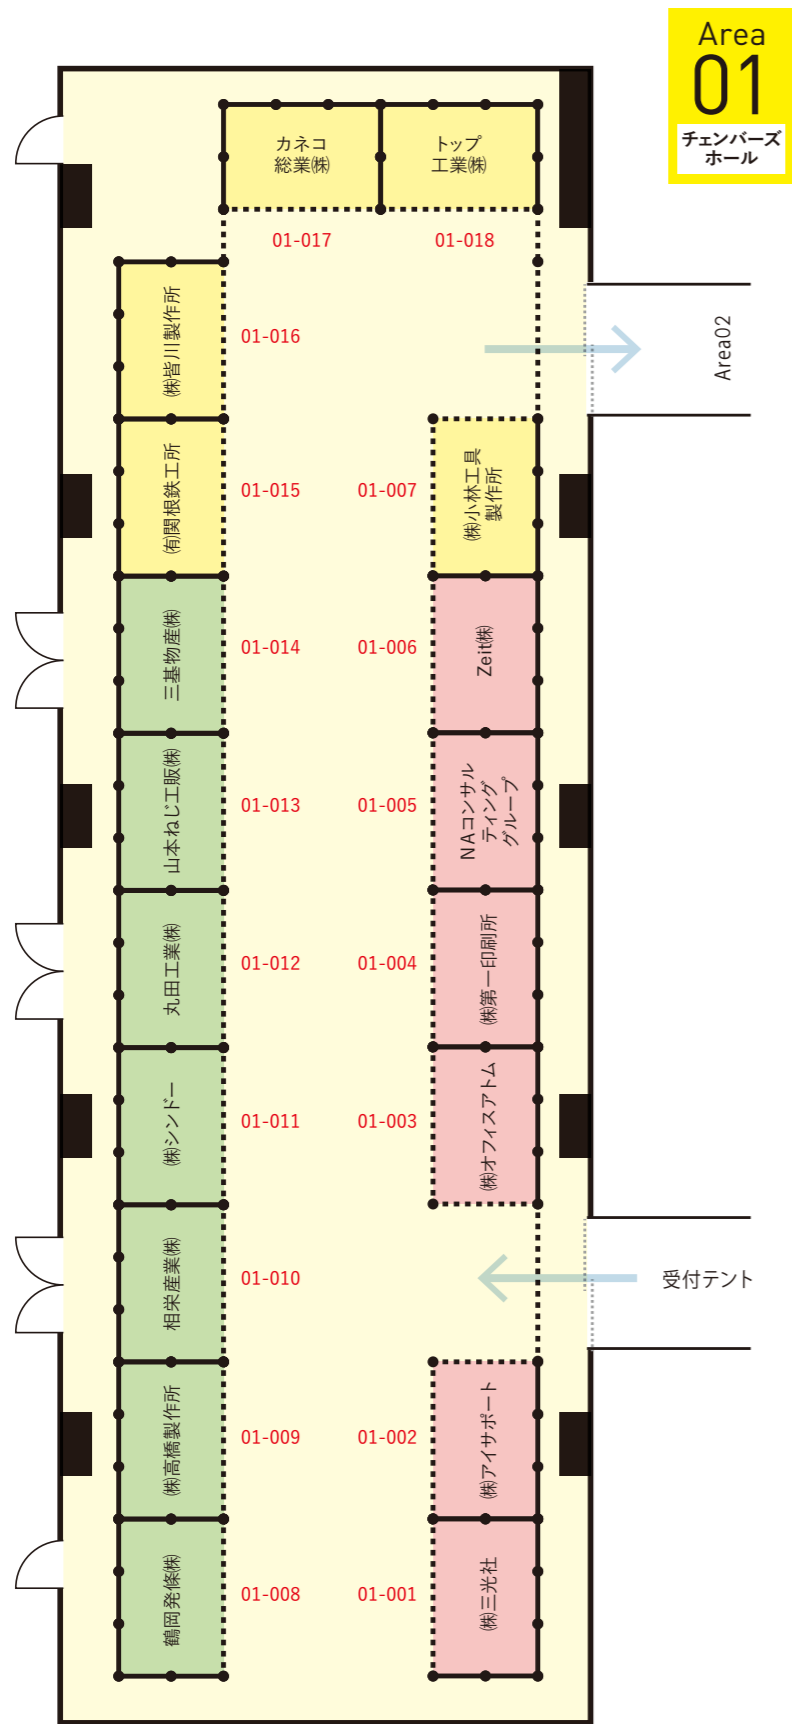 Area
01
チェンバーズ
ホール
カネコ
総業㈱
トップ
工業㈱
01-017
01-018
㈱皆川製作所
01-016
Area02
㈲関根鉄工所
01-015
01-007
㈱小林工具
製作所
三基物産㈱
01-014
01-006
Zeit㈱
山本ねじ工販㈱
01-013
01-005
NAコンサル
ティング
グループ
丸田工業㈱
01-012
01-004
㈱第一印刷所
㈱シンドー
01-011
01-003
㈱オフィスアトム
相栄産業㈱
01-010
受付テント
㈱高橋製作所
01-009
01-002
㈱アイサポート
鶴岡発條㈱
01-008
01-001
㈱三光社